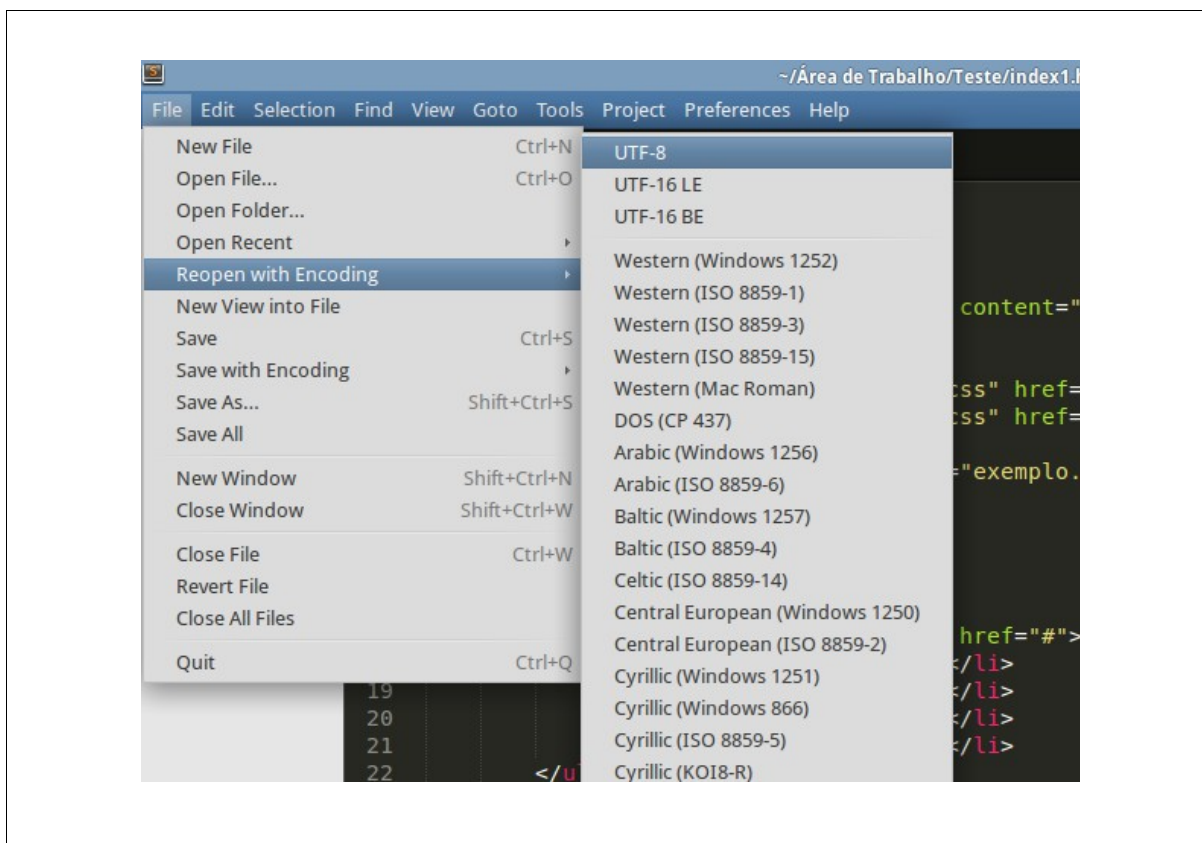 ~/Área de Trabalho/Teste/index1.h
File Edit Selection Find View Goto Tools Project Preferences Help
New File Ctrl+N
Open File... Ctrl+O
Open Folder...
Open Recent
Reopen with Encoding
New View into File
Save Ctrl+S
Save with Encoding
Save As... Shift+Ctrl+S
Save All
New Window Shift+Ctrl+N
Close Window Shift+Ctrl+W
Close File Ctrl+W
Revert File
Close All Files
Quit Ctrl+Q
UTF-8
UTF-16 LE
UTF-16 BE
Western (Windows 1252)
Western (ISO 8859-1)
Western (ISO 8859-3)
Western (ISO 8859-15)
Western (Mac Roman)
DOS (CP 437)
Arabic (Windows 1256)
Arabic (ISO 8859-6)
Baltic (Windows 1257)
Baltic (ISO 8859-4)
Celtic (ISO 8859-14)
Central European (Windows 1250)
Central European (ISO 8859-2)
Cyrillic (Windows 1251)
Cyrillic (Windows 866)
Cyrillic (ISO 8859-5)
Cyrillic (KOI8-R)
content="
css" href=
css" href=
="exemplo.
href="#">
</li>
19 </li>
20 </li>
21 </li>
22 </ul